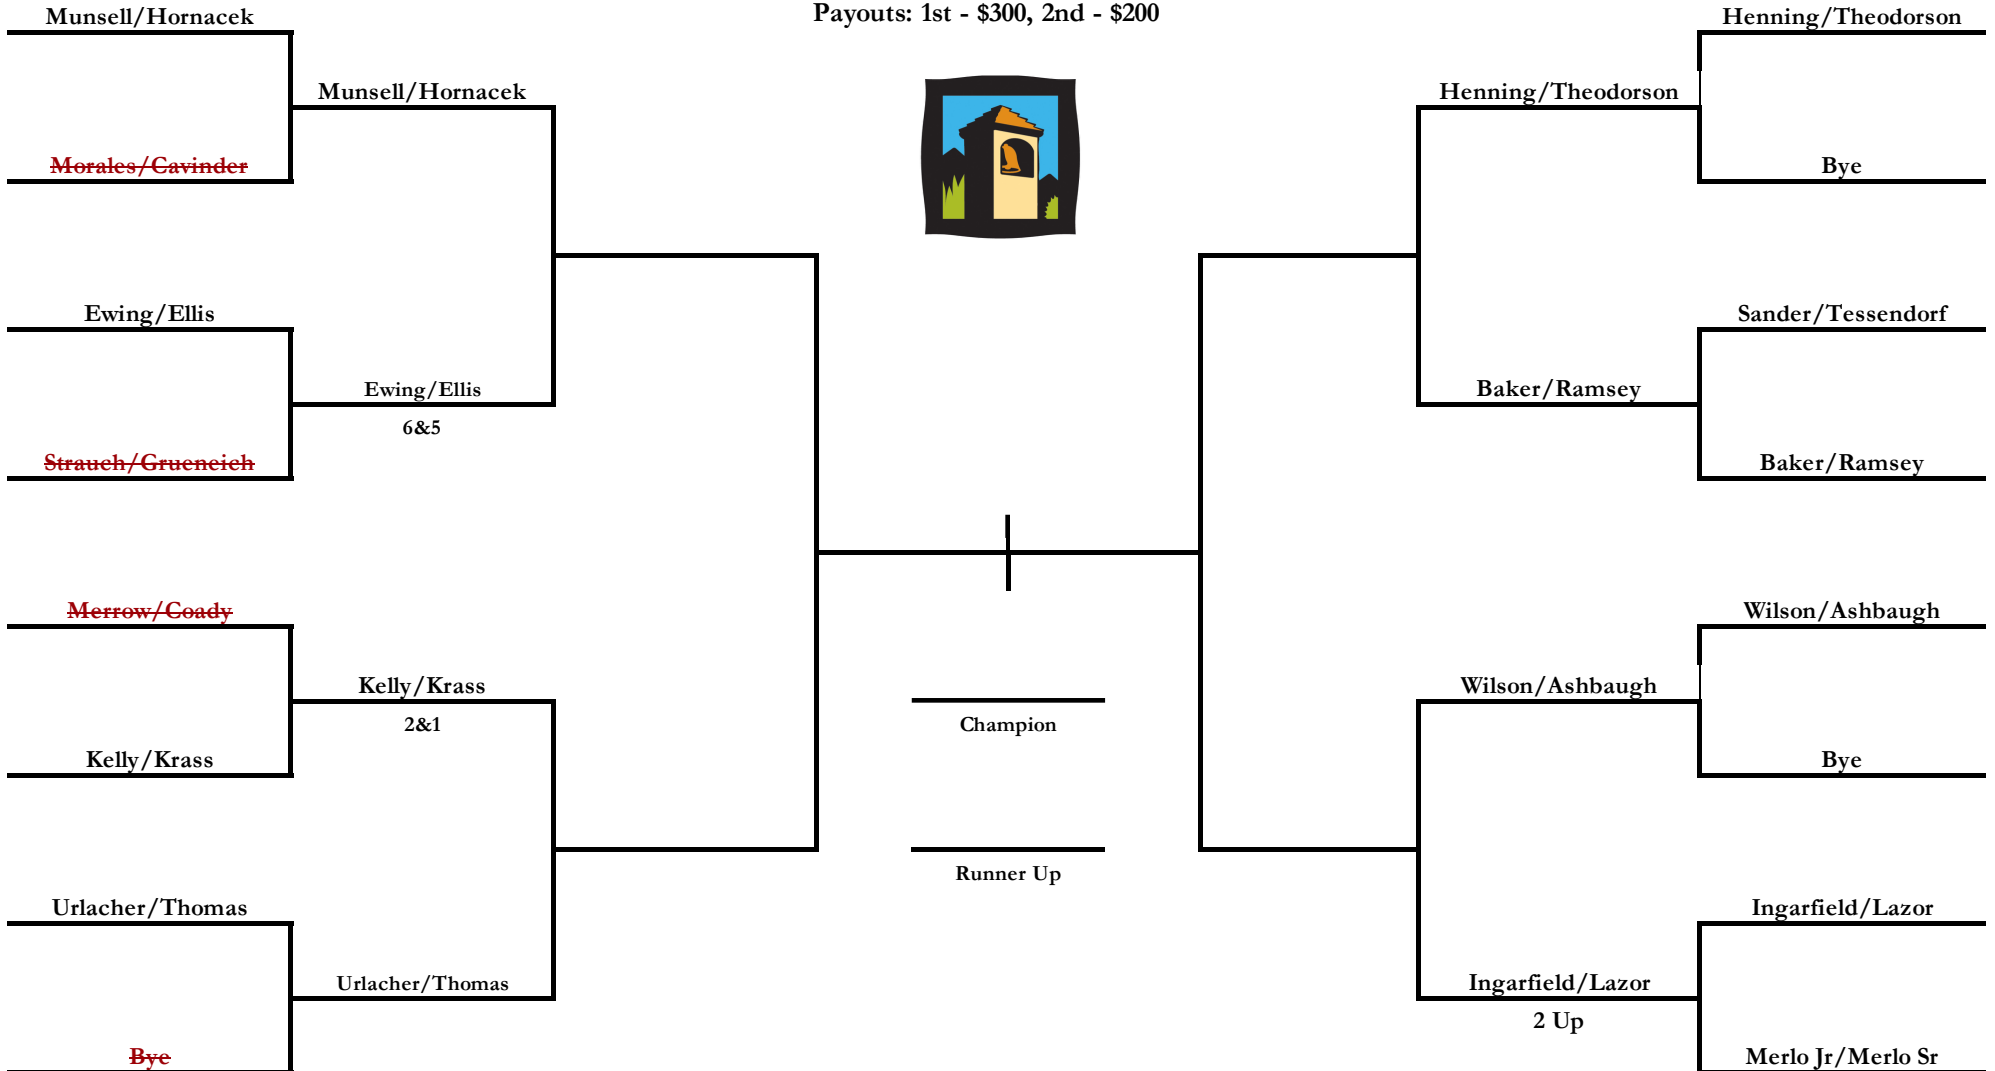 Payouts: 1st - $300, 2nd - $200
Munsell/Hornacek
Munsell/Hornacek
Morales/Cavinder
Ewing/Ellis
Ewing/Ellis
6&5
Strauch/Grueneich
Merrow/Coady
Kelly/Krass
2&1
Kelly/Krass
Urlacher/Thomas
Urlacher/Thomas
Bye
Champion
Runner Up
Henning/Theodorson
Henning/Theodorson
Bye
Sander/Tessendorf
Baker/Ramsey
Baker/Ramsey
Wilson/Ashbaugh
Wilson/Ashbaugh
Bye
Ingarfield/Lazor
Ingarfield/Lazor
2 Up
Merlo Jr/Merlo Sr